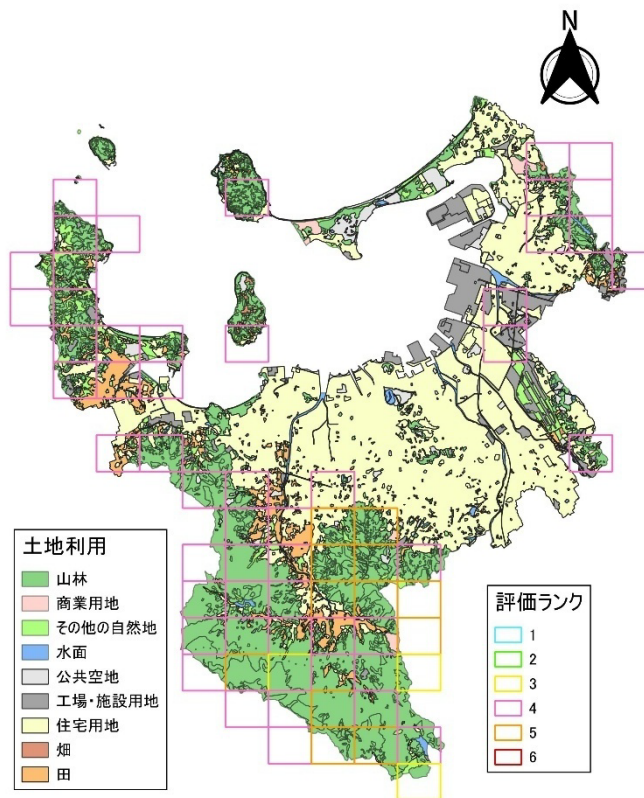 N
土地利用
山林
商業用地
その他の自然地
水面
公共空地
工場・施設用地
住宅用地
畑
田
評価ランク
1
2
3
4
5
6